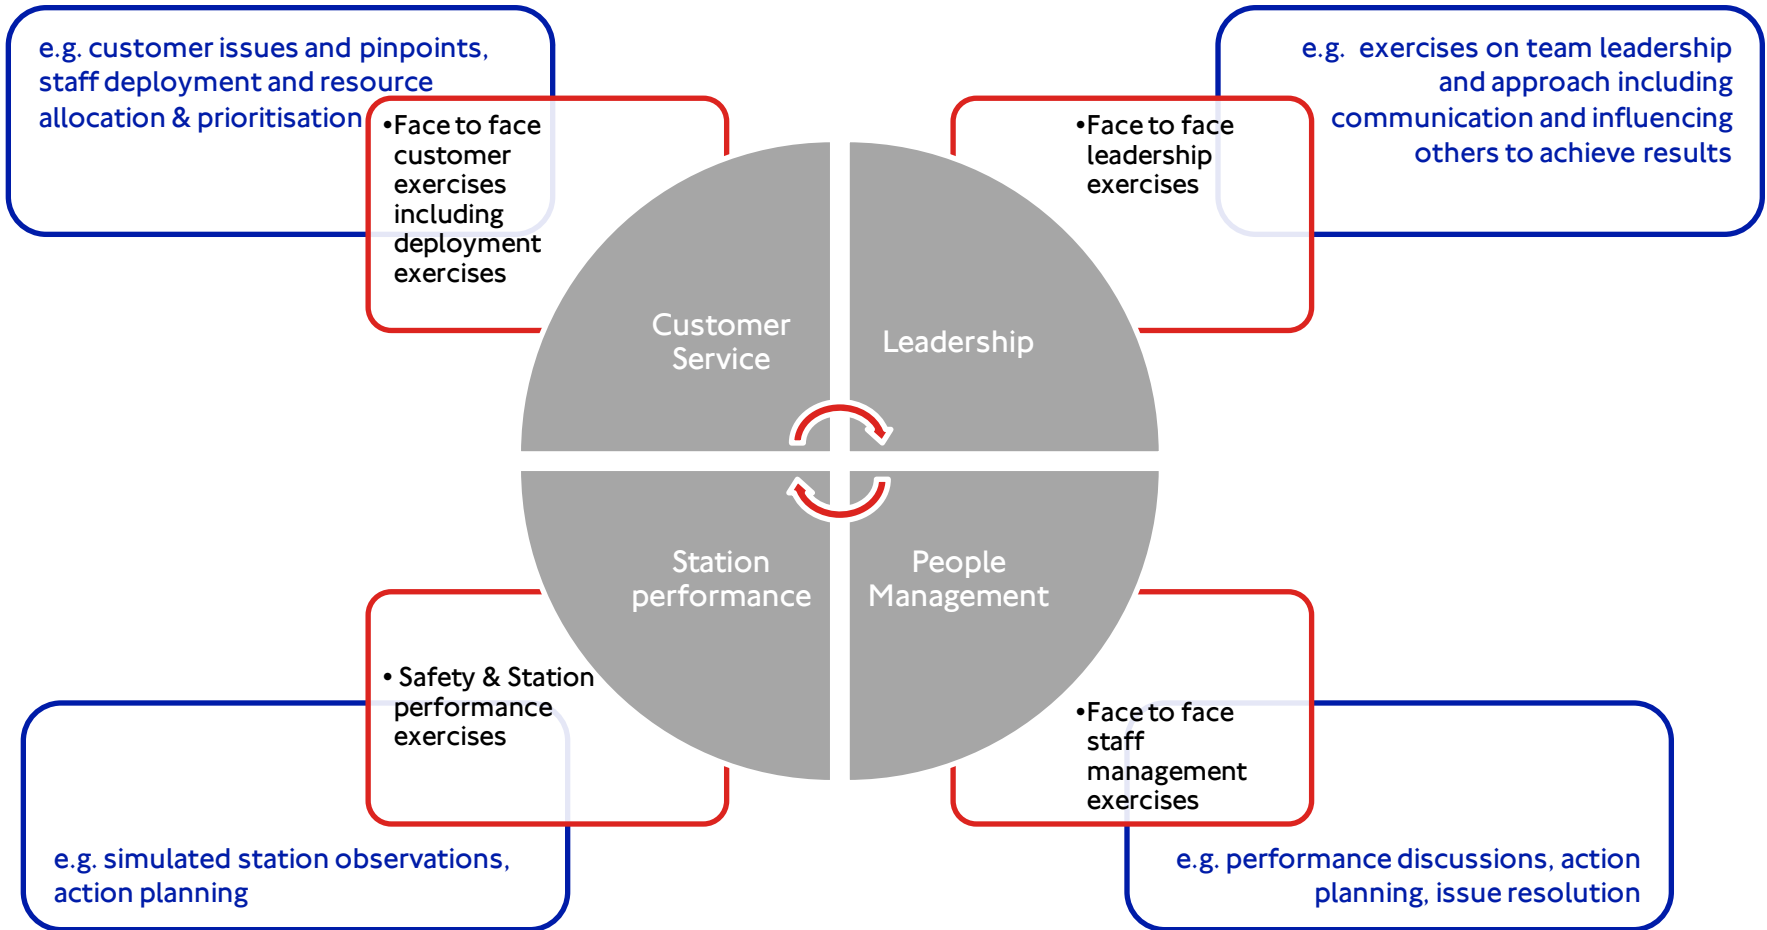 e.g. customer issues and pinpoints,
staff deployment and resource
allocation & prioritisation
•Face to face
customer
exercises
including
deployment
exercises
e.g. exercises on team leadership
and approach including
communication and influencing
others to achieve results
•Face to face
leadership
exercises
Customer
Service
Leadership
Station
performance
People
Management
• Safety & Station
performance
exercises
e.g. simulated station observations,
action planning
•Face to face
staff
management
exercises
e.g. performance discussions, action
planning, issue resolution